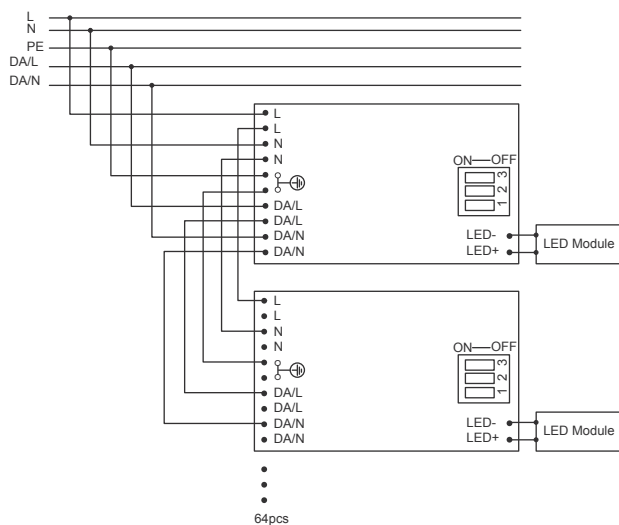 L
N
PE
DA/L
DA/N
L
L
N
N
DA/L
DA/L
DA/N
DA/N
ON OFF
3
2
1
LED-
LED+
LED Module
L
L
N
N
DA/L
DA/L
DA/N
DA/N
ON OFF
3
2
1
LED-
LED+
LED Module
64pcs